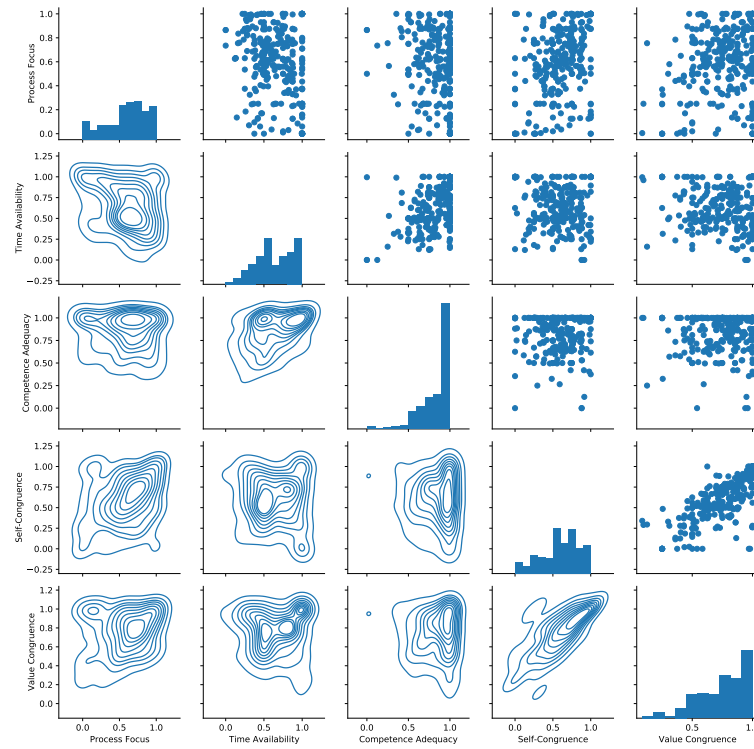 1.0
0.8
0.6
0.4
0.2
0.0
Process Focus
1.25
1.00
0.75
0.50
0.25
0.00
−0.25
Time Availability
1.00
0.75
0.50
0.25
0.00
Competence Adequacy
1.25
1.00
0.75
0.50
0.25
0.00
−0.25
Self-Congruence
1.2
1.0
0.8
0.6
0.4
0.2
0.0
Value Congruence
0.0 0.5 1.0
Process Focus
0.0 0.5 1.0
Time Availability
0.0 0.5 1.0
Competence Adequacy
0.0 0.5 1.0
Self-Congruence
0.5 1.0
Value Congruence